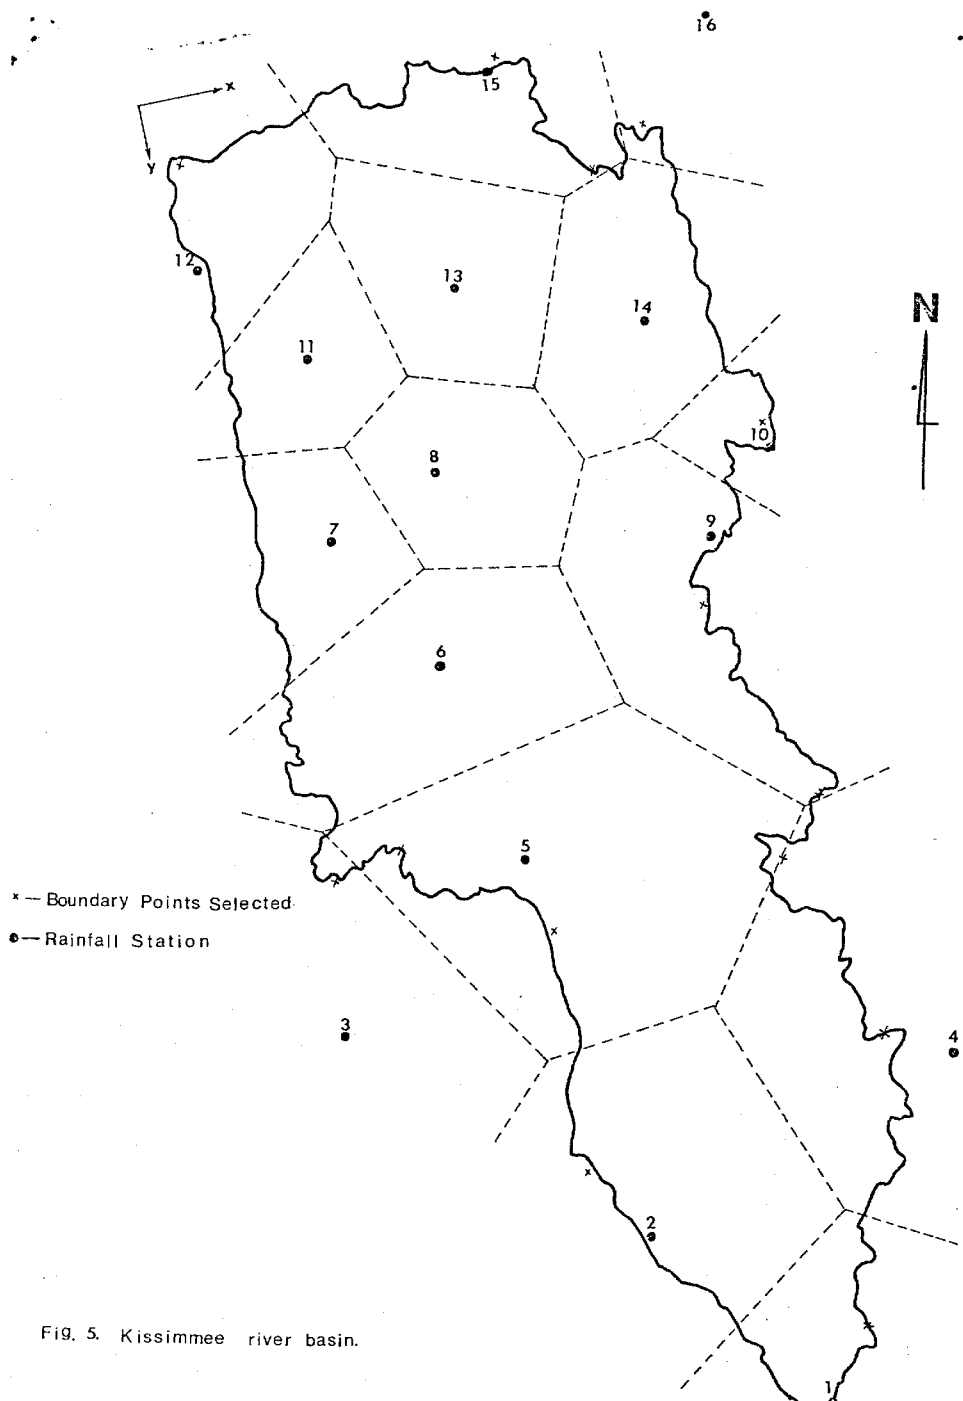 16
15
x
y
12
13
N
14
11
10
8
7
9
6
5
x — Boundary Points Selected
●— Rainfall Station
3
4
2
Fig. 5. Kissimmee river basin.
1